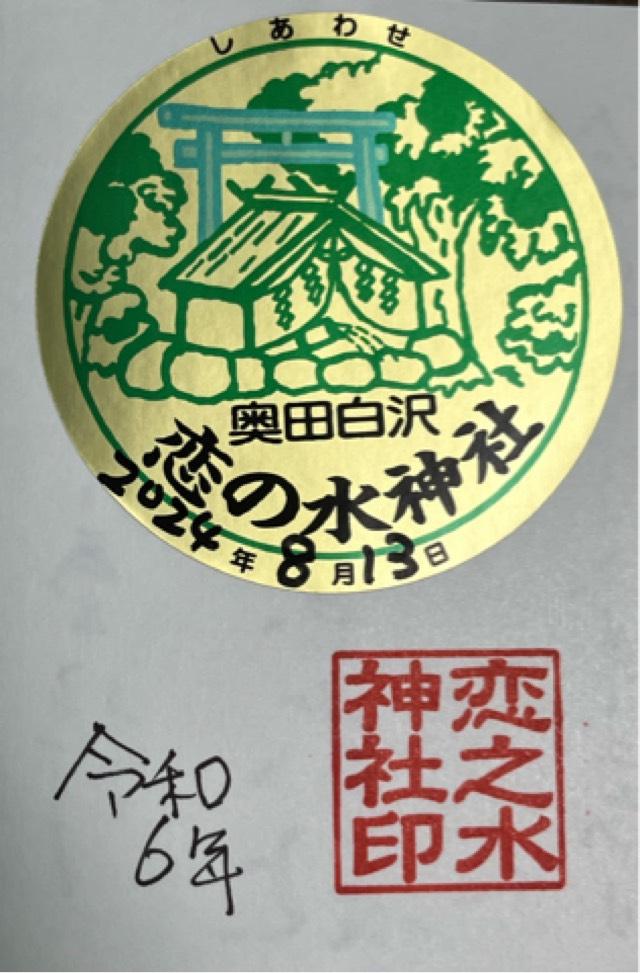 しあわせ
奥田白沢
恋の水神社
2024年8月13日
恋之水
神社印
令和
6年